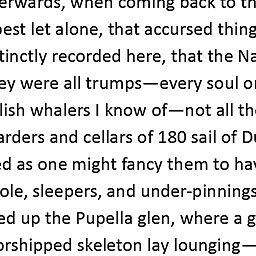 erwards, when coming back to th
best let alone, that accursed thing
tinctly recorded here, that the Na
ey were all trumps—every soul o
lish whalers I know of—not all the
arders and cellars of 180 sail of Du
ed as one might fancy them to hav
ole, sleepers, and under-pinnings
ed up the Pupella glen, where a g
orshipped skeleton lay lounging—